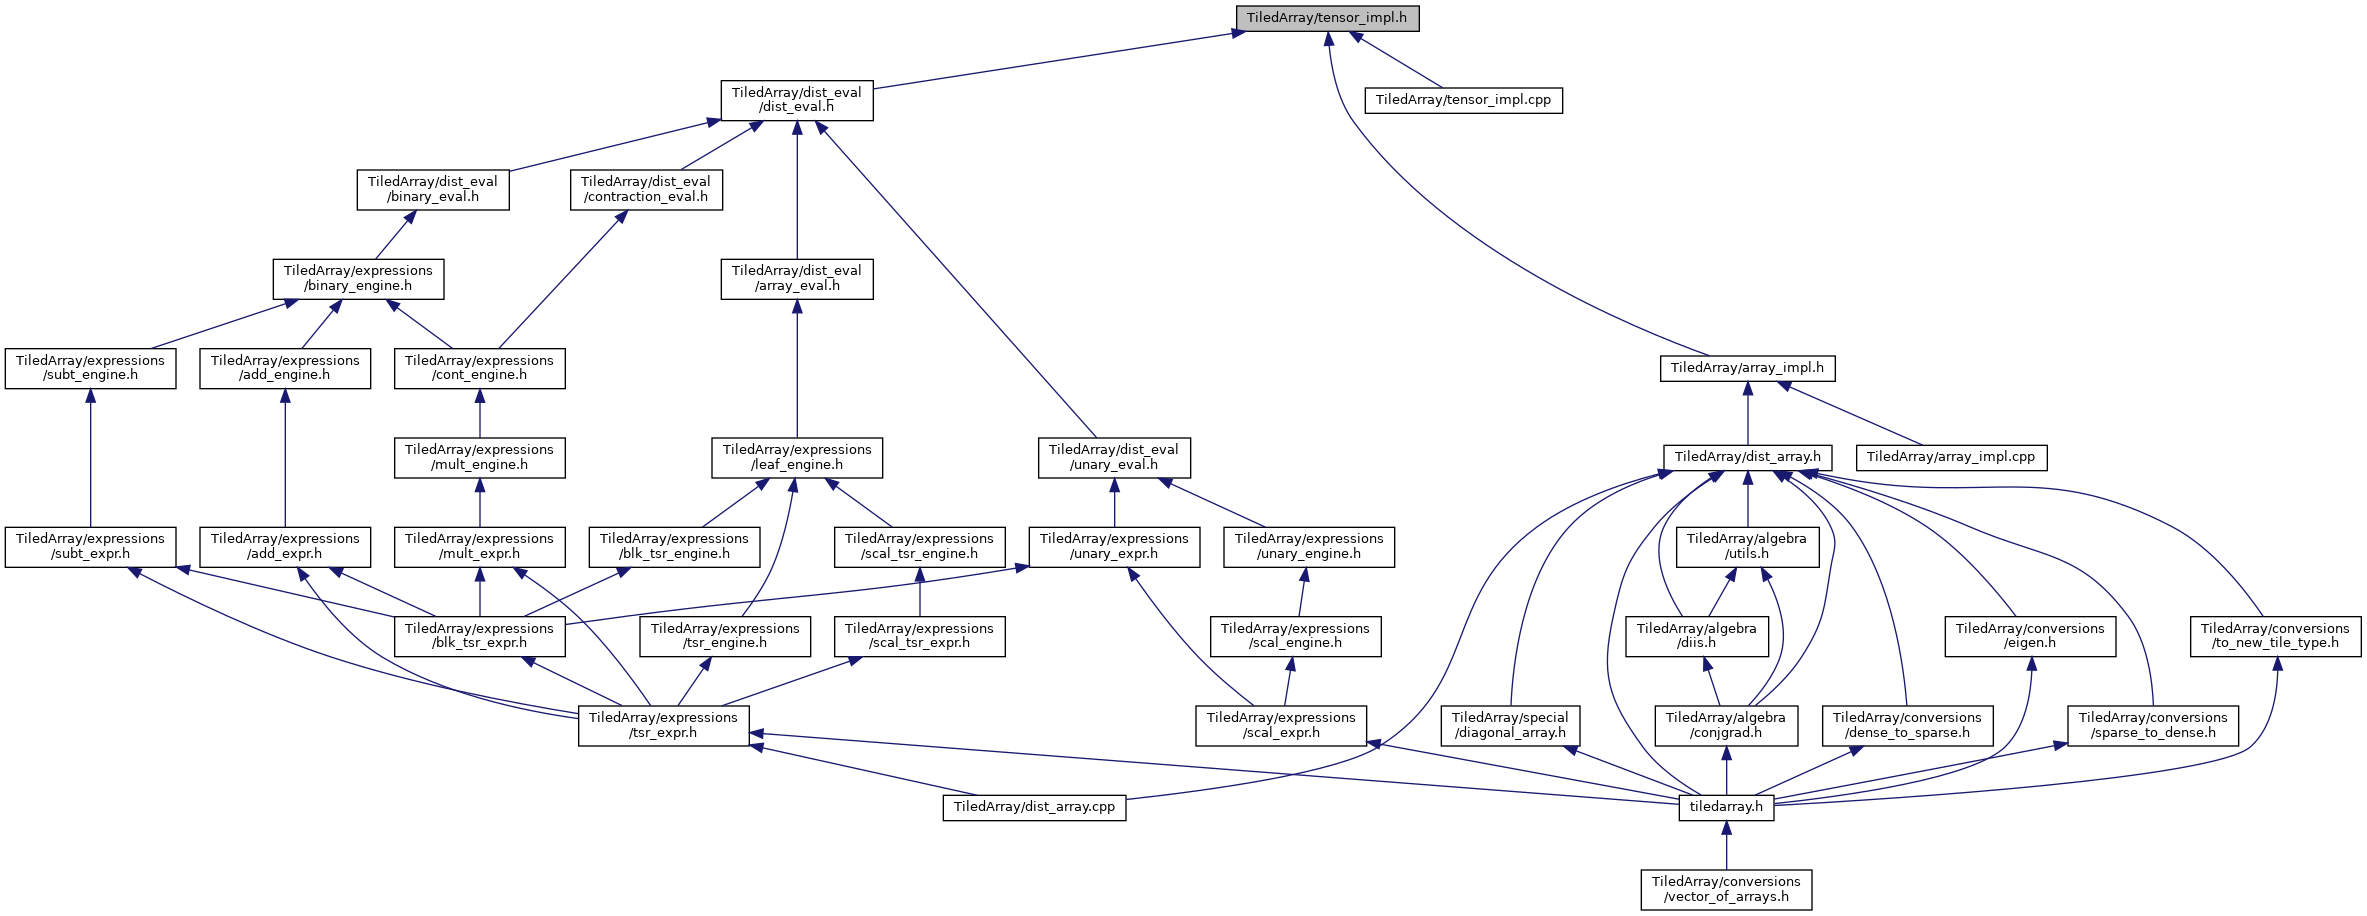 TiledArray/tensor_impl.h
TiledArray/dist_eval
/dist_eval.h
TiledArray/tensor_impl.cpp
TiledArray/dist_eval
/binary_eval.h
TiledArray/dist_eval
/contraction_eval.h
TiledArray/expressions
/binary_engine.h
TiledArray/dist_eval
/array_eval.h
TiledArray/expressions
/subt_engine.h
TiledArray/expressions
/add_engine.h
TiledArray/expressions
/cont_engine.h
TiledArray/array_impl.h
TiledArray/expressions
/mult_engine.h
TiledArray/expressions
/leaf_engine.h
TiledArray/dist_eval
/unary_eval.h
TiledArray/dist_array.h
TiledArray/array_impl.cpp
TiledArray/expressions
/subt_expr.h
TiledArray/expressions
/add_expr.h
TiledArray/expressions
/mult_expr.h
TiledArray/expressions
/blk_tsr_engine.h
TiledArray/expressions
/scal_tsr_engine.h
TiledArray/expressions
/unary_expr.h
TiledArray/expressions
/unary_engine.h
TiledArray/algebra
/utils.h
TiledArray/expressions
/blk_tsr_expr.h
TiledArray/expressions
/tsr_engine.h
TiledArray/expressions
/scal_tsr_expr.h
TiledArray/expressions
/scal_engine.h
TiledArray/algebra
/diis.h
TiledArray/conversions
/eigen.h
TiledArray/conversions
/to_new_tile_type.h
TiledArray/expressions
/tsr_expr.h
TiledArray/expressions
/scal_expr.h
TiledArray/special
/diagonal_array.h
TiledArray/algebra
/conjgrad.h
TiledArray/conversions
/dense_to_sparse.h
TiledArray/conversions
/sparse_to_dense.h
TiledArray/dist_array.cpp
tiledarray.h
TiledArray/conversions
/vector_of_arrays.h